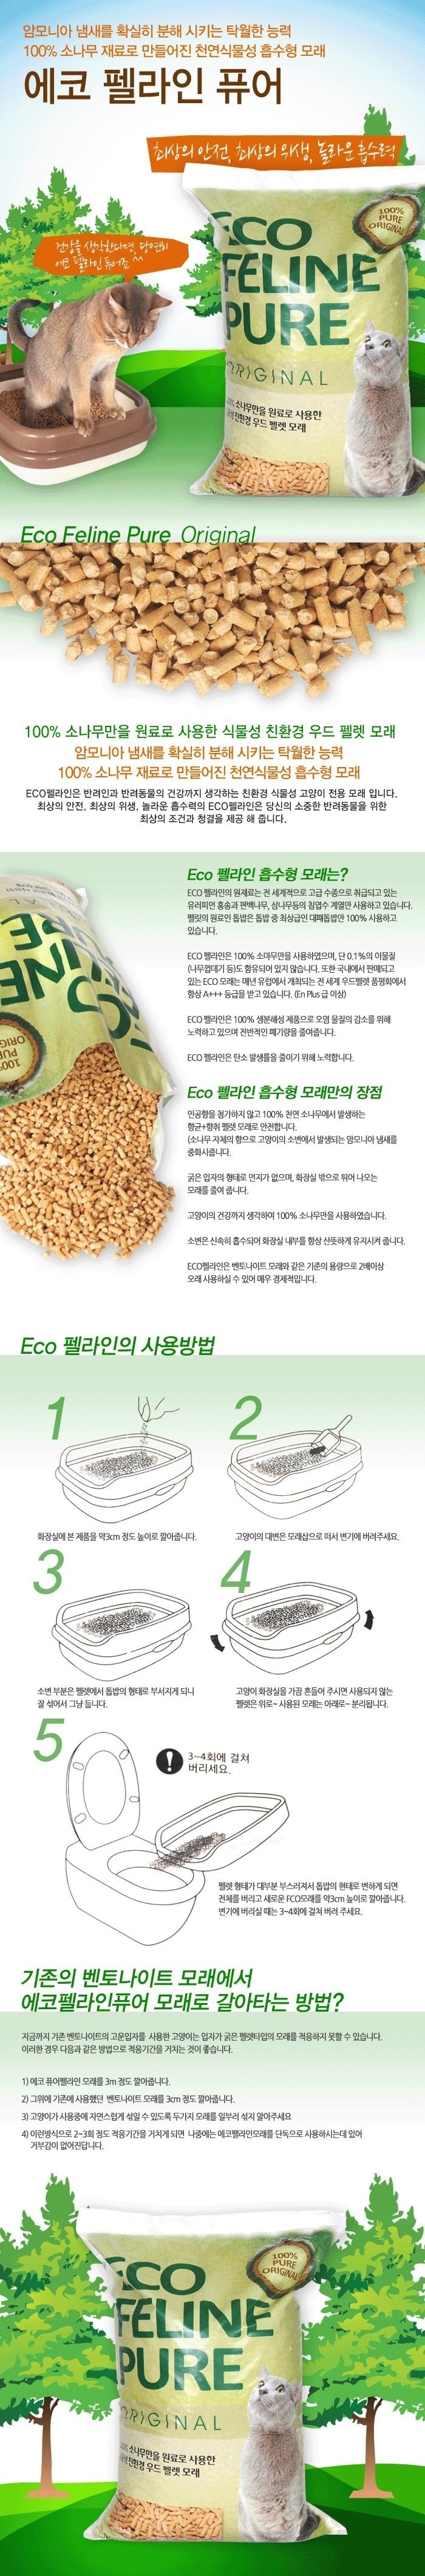 암모니아 냄새를 확실히 분해 시키는 탁월한 능력
100% 소나무 재료로 만들어진 천연식물성 흡수형 모래
에코 펠라인 퓨어
최상의 안전, 최상의 위생, 놀라운 흡수력
건강을 생각한다면, 당연히
에코 펠라인 퓨어죠~^^
100%
PURE
ORIGINAL
ECO
FELINE
PURE
ORIGINAL
100% 소나무만을 원료로 사용한
친환경 우드 펠렛 모래
Eco Feline Pure Original
100% 소나무만을 원료로 사용한 식물성 친환경 우드 펠렛 모래
암모니아 냄새를 확실히 분해 시키는 탁월한 능력
100% 소나무 재료로 만들어진 천연식물성 흡수형 모래
ECO펠라인은 반려인과 반려동물의 건강까지 생각하는 친환경 식물성 고양이 전용 모래 입니다.
최상의 안전, 최상의 위생, 놀라운 흡수력의 ECO펠라인은 당신의 소중한 반려동물을 위한
최상의 조건과 청결을 제공 해 줍니다.
Eco 펠라인 흡수형 모래는?
ECO 펠라인의 원재료는 전 세계적으로 고급 수종으로 취급되고 있는
유러피언 홍송과 편백나무, 삼나무등의 침엽수 계열만 사용하고 있습니다.
펠릿의 원료인 톱밥은 톱밥 중 최상급인 대패톱밥만 100% 사용하고
있습니다.
ECO 펠라인은 100% 소마무만을 사용하였으며, 단 0.1%의 이물질
(나무껍데기 등)도 함유되어 있지 않습니다. 또한 국내에서 판매되고
있는 ECO 모래는 매년 유럽에서 개최되는 전 세계 우드펠렛 품평회에서
항상 A+++ 등급을 받고 있습니다. (En Plus 급 이상)
ECO 펠라인은 100% 생분해성 제품으로 오염 물질의 감소를 위해
노력하고 있으며 전반적인 폐기량을 줄여줍니다.
ECO 펠라인은 탄소 발생률을 줄이기 위해 노력합니다.
Eco 펠라인 흡수형 모래만의 장점
인공향을 첨가하지 않고 100% 천연 소나무에서 발생하는
향균+향취 펠렛 모래로 안전합니다.
(소나무 자체의 향으로 고양이의 소변에서 발생되는 암모니아 냄새를
중화시킵니다.
굵은 입자의 형태로 먼지가 없으며, 화장실 밖으로 튀어 나오는
모래를 줄여 줍니다.
고양이의 건강까지 생각하여 100% 소나무만을 사용하였습니다.
소변은 신속히 흡수되어 화장실 내부를 항상 산뜻하게 유지시켜 줍니다.
ECO펠라인은 벤토나이트 모래와 같은 기준의 용량으로 2배이상
오래 사용하실 수 있어 매우 경제적입니다.
Eco 펠라인의 사용방법
1
2
화장실에 본 제품을 약3cm 정도 높이로 깔아줍니다.
고양이의 대변은 모래삽으로 떠서 변기에 버려주세요.
3
4
소변 부분은 펠렛에서 톱밥의 형태로 부서지게 되니
잘 섞어서 그냥 둡니다.
고양이 화장실을 가끔 흔들어 주시면 사용되지 않는
펠렛은 위로~ 사용된 모래는 아래로~ 분리됩니다.
5
3~4회에 걸쳐
버리세요.
펠렛 형태가 대부분 부스러져서 톱밥의 현태로 변하게 되면
전체를 버리고 새로운 ECO모래를 약3cm 높이로 깔아줍니다.
변기에 버리실 때는 3~4회에 걸쳐 버려 주세요.
기존의 벤토나이트 모래에서
에코펠라인퓨어 모래로 갈아타는 방법?
지금까지 기존 벤토나이트의 고운입자를 사용한 고양이는 입자가 굵은 펠렛타입의 모래를 적응하지 못할 수 있습니다.
이러한 경우 다음과 같은 방법으로 적응기간을 거치는 것이 좋습니다.
1) 에코 퓨어펠라인 모래를 3m 정도 깔아줍니다.
2) 그위에 기존에 사용했던 벤토나이트 모래를 3cm 정도 깔아줍니다.
3) 고양이가 사용중에 자연스럽게 섞일 수 있도록 두가지 모래를 일부러 섞지 말아주세요
4) 이런방식으로 2~3회 정도 적응기간을 거치게 되면 나중에는 에코펠라인모래를 단독으로 사용하시는데 있어
거부감이 없어진답니다.
100%
PURE
ORIGINAL
ECO
FELINE
PURE
ORIGINAL
100% 소나무만을 원료로 사용한
친환경 우드 펠렛 모래